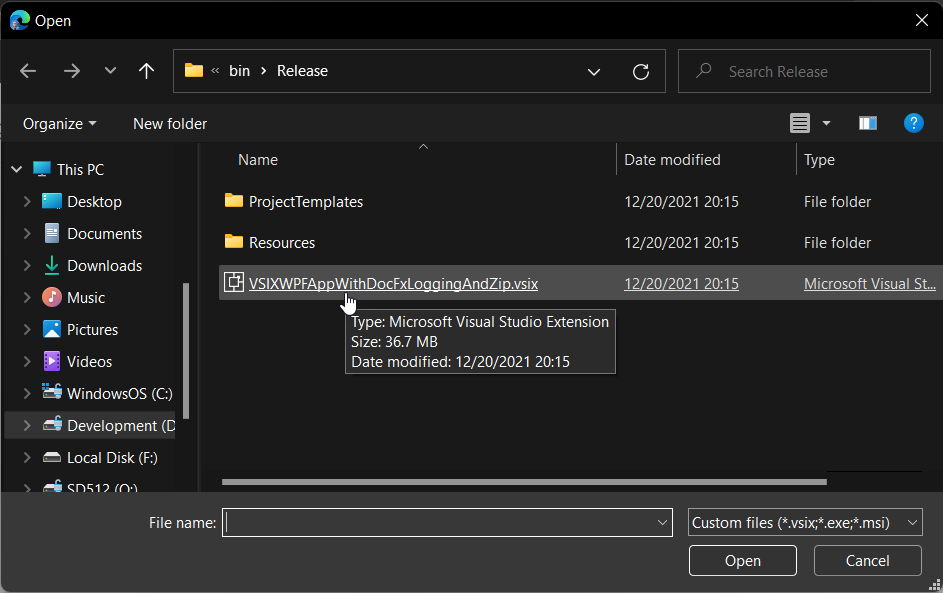 Open
« bin > Release
Search Release
Organize
New folder
?
Name
Date modified
Type
This PC
Desktop
Documents
Downloads
Music
Pictures
Videos
WindowsOS (C:)
Development (D
Local Disk (F:)
SD512 (O:)
ProjectTemplates
12/20/2021 20:15
File folder
Resources
12/20/2021 20:15
File folder
VSIXWPFAppWithDocFxLoggingAndZip.vsix
12/20/2021 20:15
Microsoft Visual St...
Type: Microsoft Visual Studio Extension
Size: 36.7 MB
Date modified: 12/20/2021 20:15
File name:
Custom files (*.vsix;*.exe;*.msi)
Open
Cancel